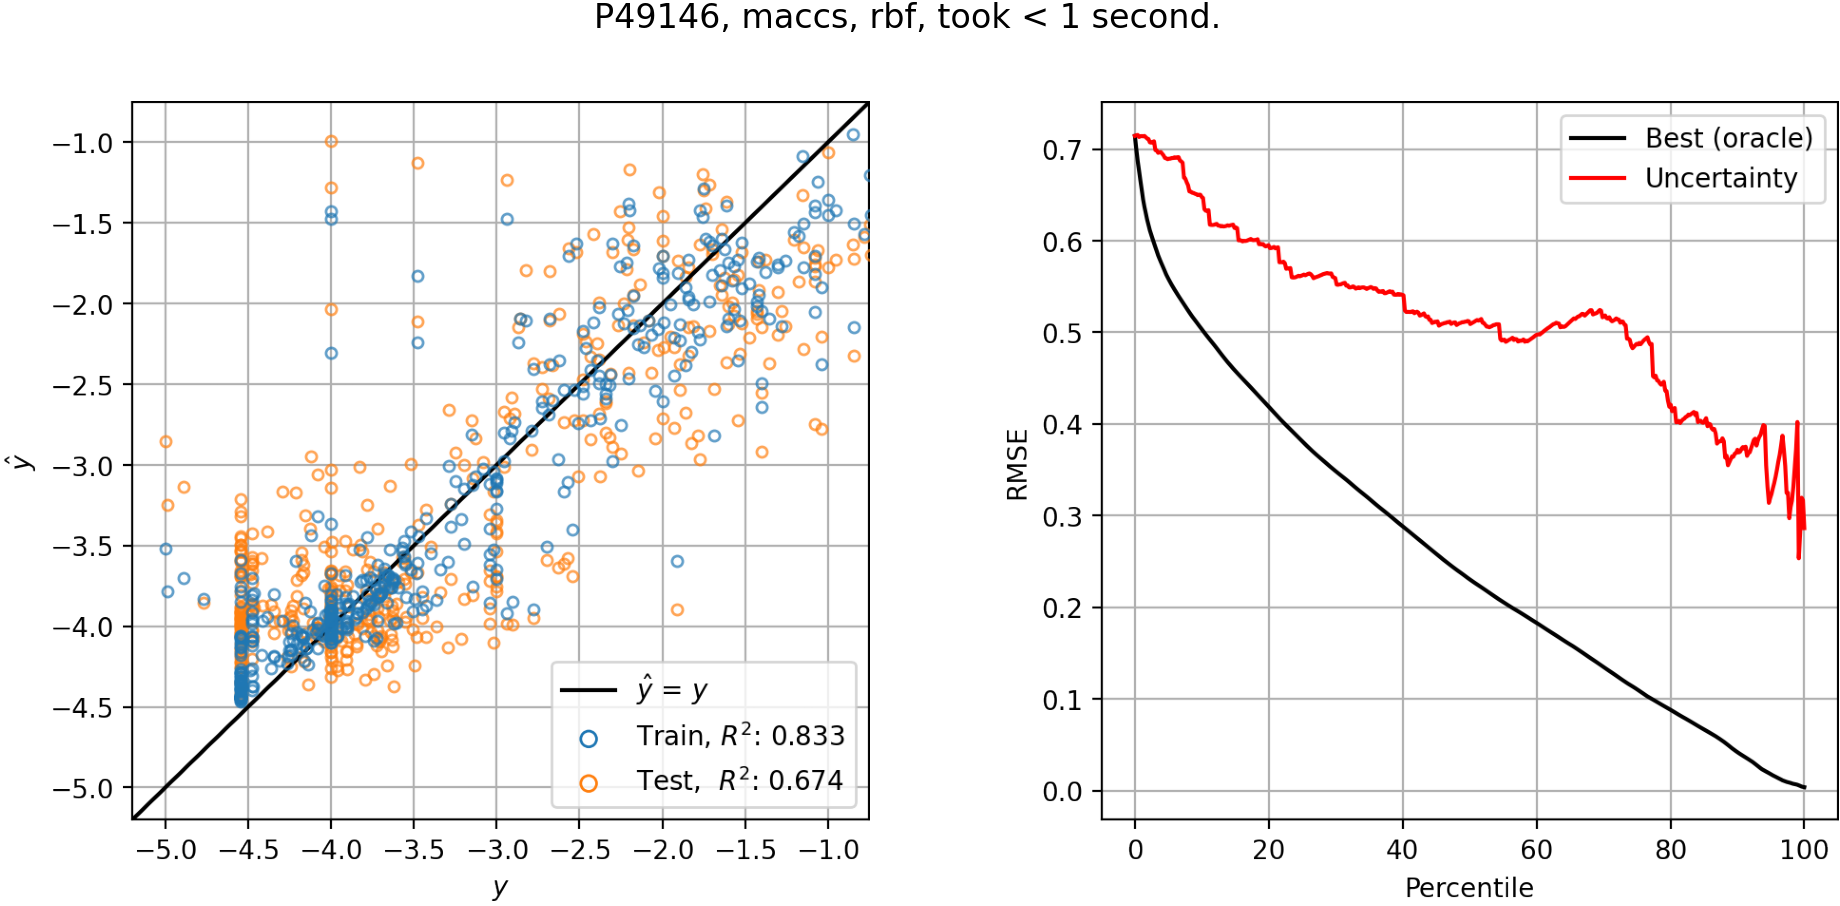 P49146, maccs, rbf, took < 1 second.
−1.0
−1.5
−2.0
−2.5
−3.0
−3.5
−4.0
−4.5
−5.0
ŷ
−5.0 −4.5 −4.0 −3.5 −3.0 −2.5 −2.0 −1.5 −1.0
y
ŷ = y
Train, R²: 0.833
Test, R²: 0.674
0.7
0.6
0.5
0.4
0.3
0.2
0.1
0.0
RMSE
0 20 40 60 80 100
Percentile
Best (oracle)
Uncertainty